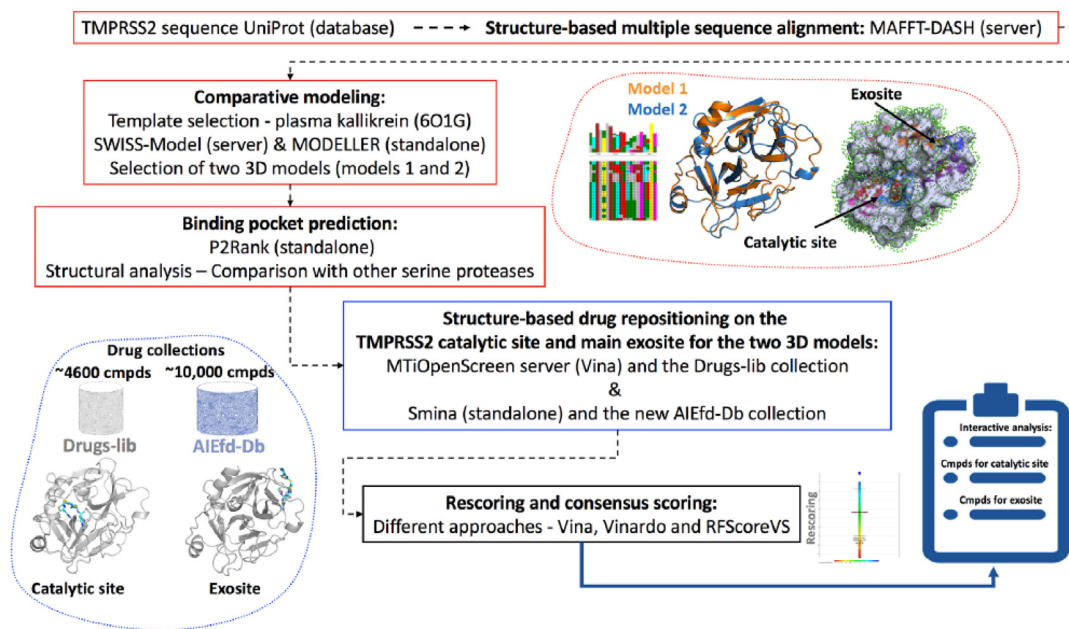 TMPRSS2 sequence UniProt (database)
Structure-based multiple sequence alignment: MAFFT-DASH (server)
Comparative modeling:
Template selection - plasma kallikrein (6O1G)
SWISS-Model (server) & MODELLER (standalone)
Selection of two 3D models (models 1 and 2)
Model 1
Model 2
Exosite
Catalytic site
Binding pocket prediction:
P2Rank (standalone)
Structural analysis – Comparison with other serine proteases
Structure-based drug repositioning on the
TMPRSS2 catalytic site and main exosite for the two 3D models:
MTiOpenScreen server (Vina) and the Drugs-lib collection
&
Smina (standalone) and the new AIEfd-Db collection
Drug collections
~4600 cmpds
~10,000 cmpds
Drugs-lib
AIEfd-Db
Catalytic site
Exosite
Rescoring and consensus scoring:
Different approaches - Vina, Vinardo and RFScoreVS
Rescoring
Interactive analysis:
Cmpds for catalytic site
Cmpds for exosite